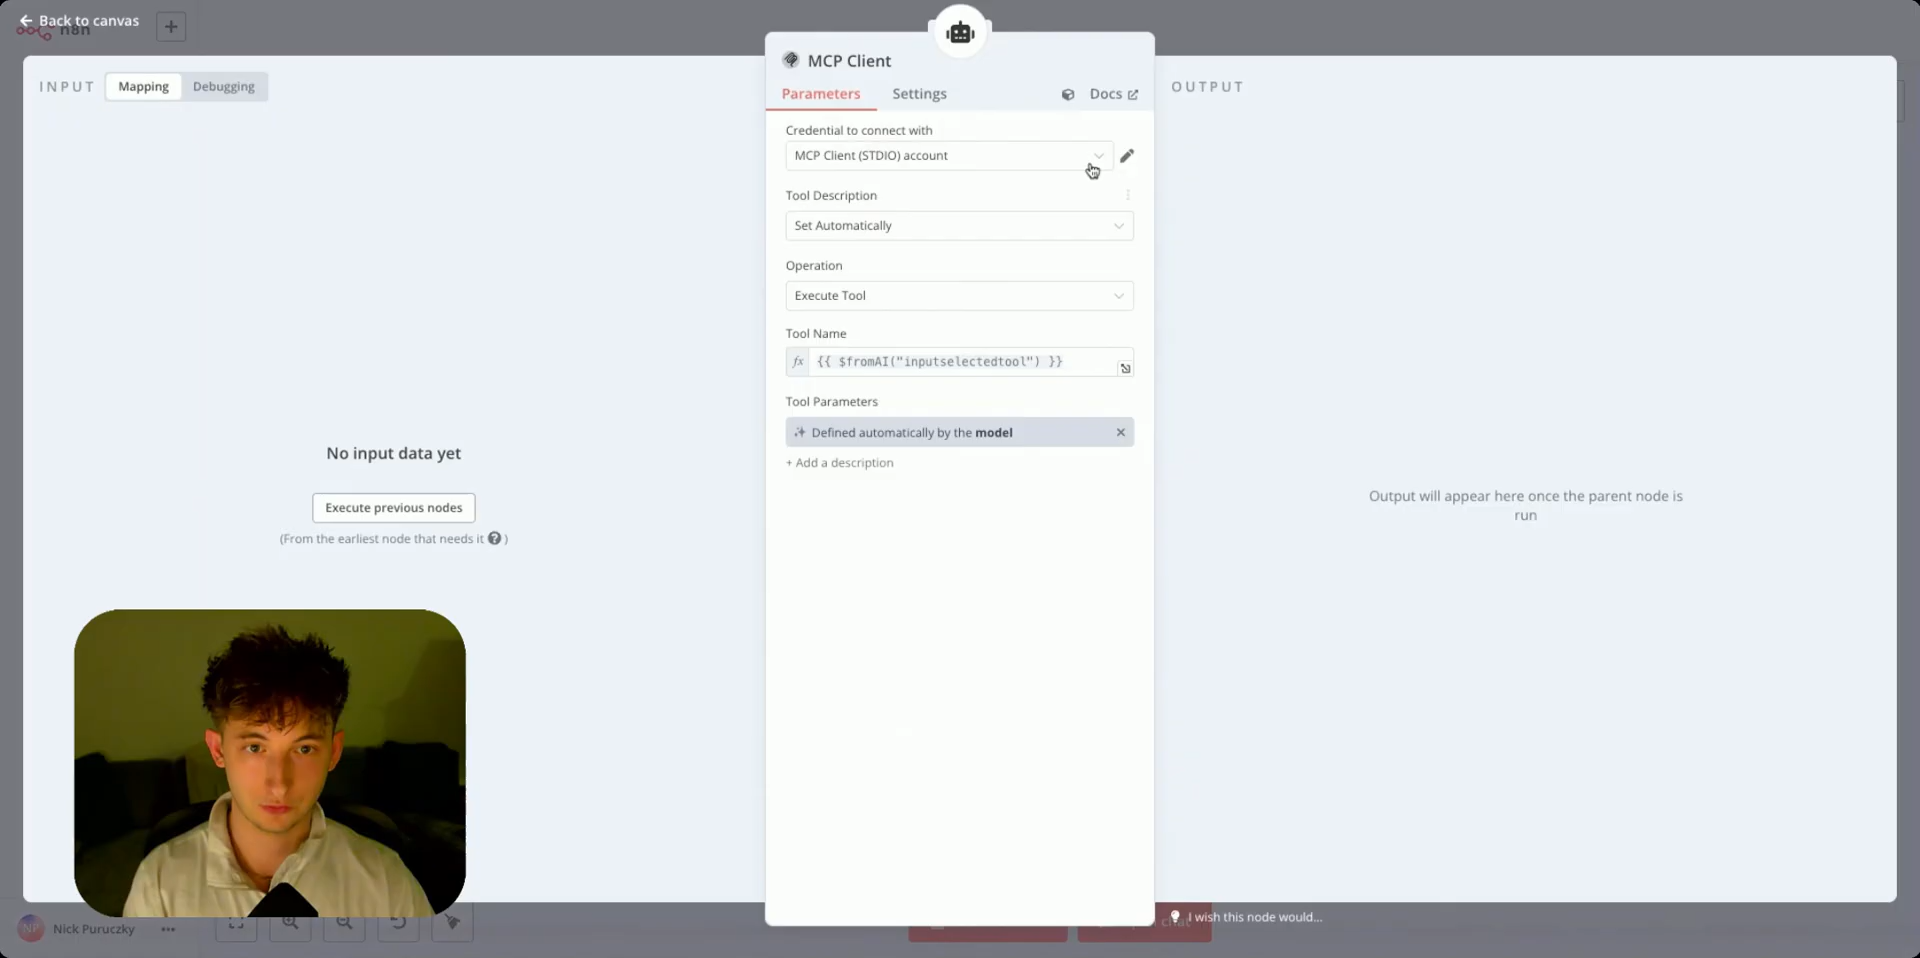 Back to canvas
n8n
+
INPUT
Mapping
Debugging
MCP Client
Parameters
Settings
Docs
OUTPUT
Credential to connect with
MCP Client (STDIO) account
Tool Description
Set Automatically
Operation
Execute Tool
Tool Name
fx {{ $fromAI("inputselectedtool") }}
Tool Parameters
Defined automatically by the model
+ Add a description
No input data yet
Execute previous nodes
(From the earliest node that needs it ? )
Output will appear here once the parent node is
run
NP
Nick Puruczky
I wish this node would...
chat